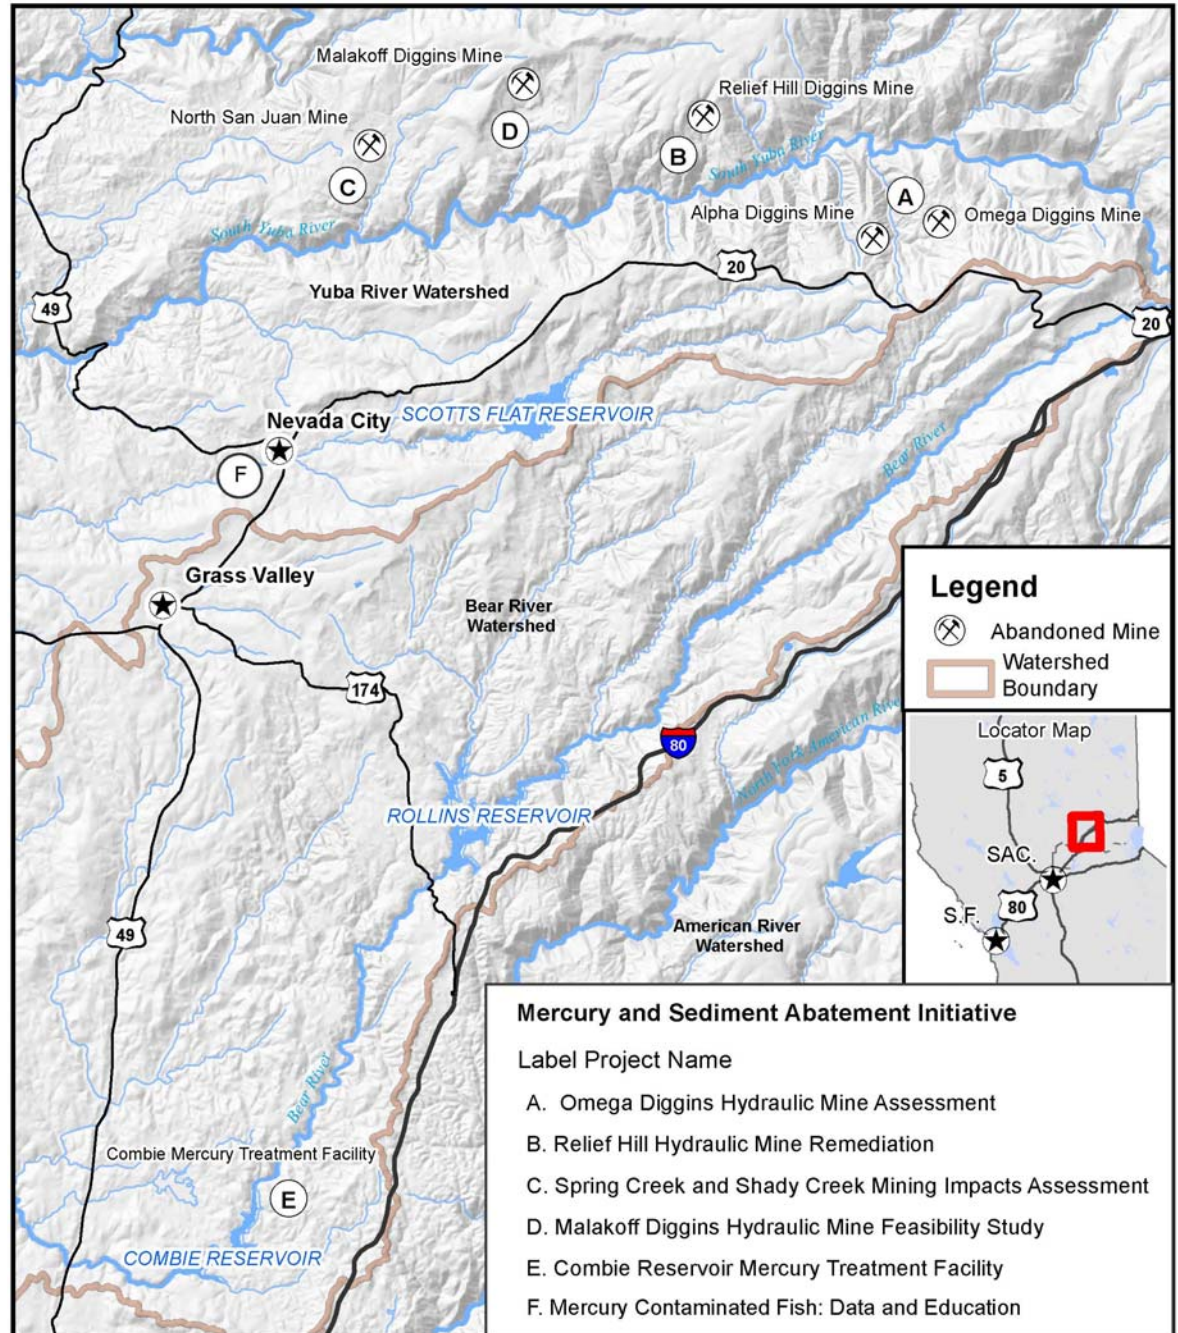 Malakoff Diggins Mine
Relief Hill Diggins Mine
North San Juan Mine
D
B
South Yuba River
C
A
Alpha Diggins Mine
Omega Diggins Mine
South Yuba River
20
Yuba River Watershed
49
20
Nevada City
SCOTTS FLAT RESERVOIR
Bear River
F
Grass Valley
Bear River
Watershed
174
80
North Fork American River
ROLLINS RESERVOIR
49
American River
Watershed
Bear River
Combie Mercury Treatment Facility
E
COMBIE RESERVOIR
Legend
Abandoned Mine
Watershed
Boundary
Locator Map
5
SAC.
80
S.F.
Mercury and Sediment Abatement Initiative
Label Project Name
A. Omega Diggins Hydraulic Mine Assessment
B. Relief Hill Hydraulic Mine Remediation
C. Spring Creek and Shady Creek Mining Impacts Assessment
D. Malakoff Diggins Hydraulic Mine Feasibility Study
E. Combie Reservoir Mercury Treatment Facility
F. Mercury Contaminated Fish: Data and Education